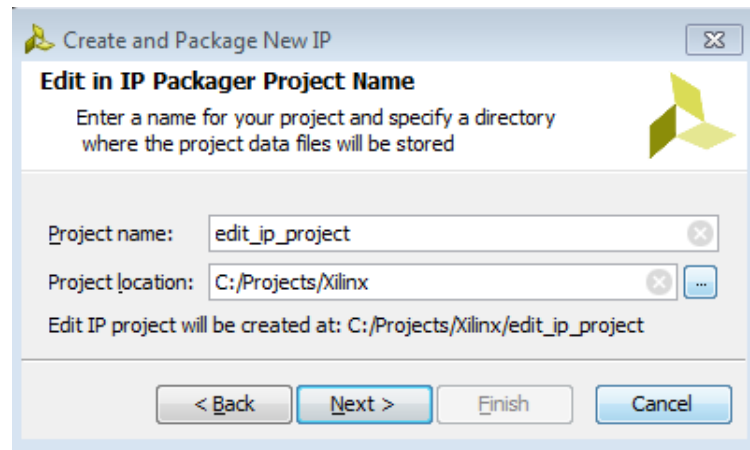 Create and Package New IP
Edit in IP Packager Project Name
Enter a name for your project and specify a directory
where the project data files will be stored
Project name: edit_ip_project
Project location: C:/Projects/Xilinx ...
Edit IP project will be created at: C:/Projects/Xilinx/edit_ip_project
< Back Next > Finish Cancel